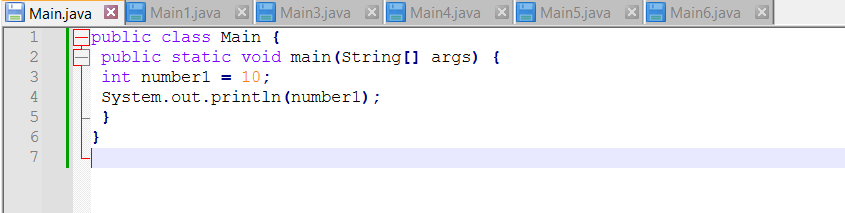 Main.java Main1.java Main3.java Main4.java Main5.java Main6.java
1 public class Main {
2 public static void main(String[] args) {
3 int number1 = 10;
4 System.out.println(number1);
5 }
6 }
7